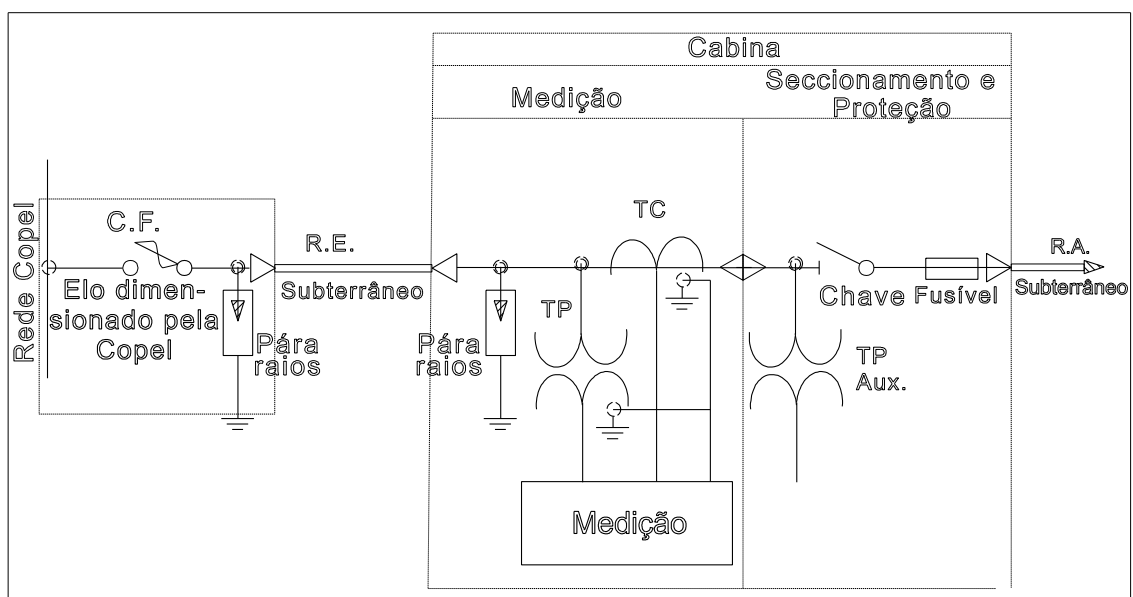 Cabina
Medição
Seccionamento e
Proteção
Rede Copel
C.F.
Elo dimen-
sionado pela
Copel
Pára
raios
R.E.
Subterrâneo
Pára
raios
TP
TC
Medição
TP
Aux.
Chave
Fusível
R.A.
Subterrâneo